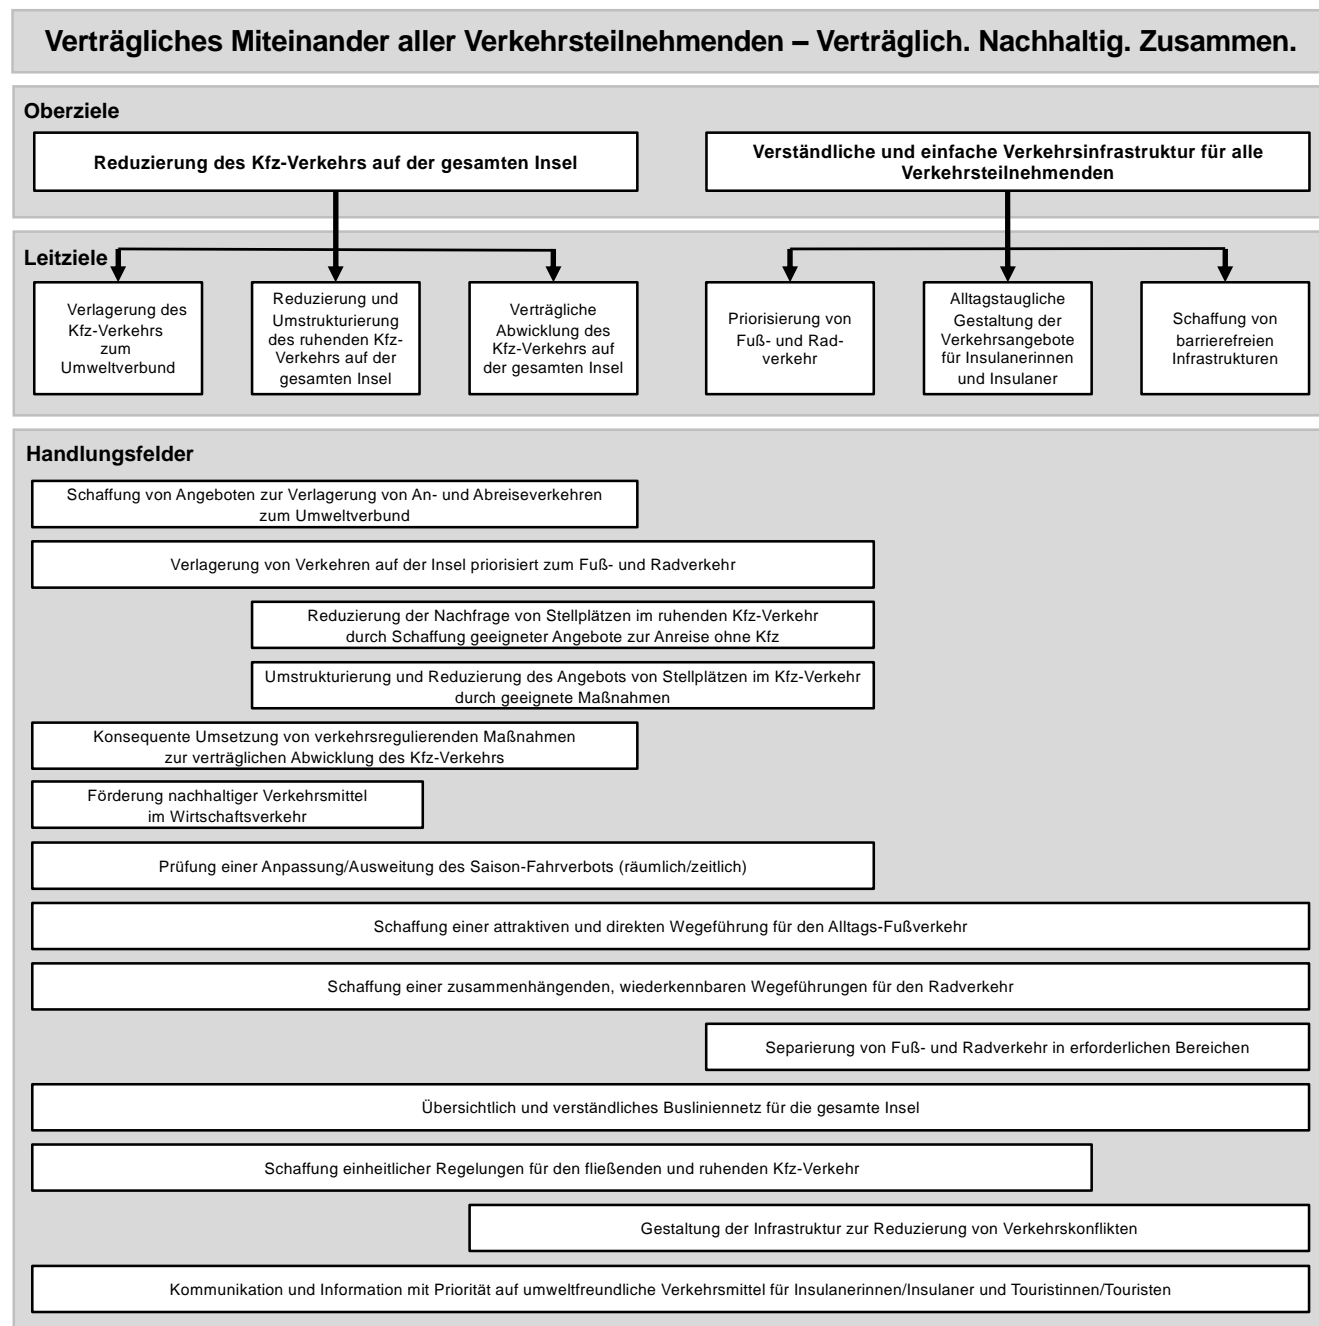 Verträgliches Miteinander aller Verkehrsteilnehmenden – Verträglich. Nachhaltig. Zusammen.
Oberziele
Reduzierung des Kfz-Verkehrs auf der gesamten Insel
Verständliche und einfache Verkehrsinfrastruktur für alle
Verkehrsteilnehmenden
Leitziele
Verlagerung des
Kfz-Verkehrs
zum
Umweltverbund
Reduzierung und
Umstrukturierung
des ruhenden Kfz-
Verkehrs auf der
gesamten Insel
Verträgliche
Abwicklung des
Kfz-Verkehrs auf
der gesamten Insel
Priorisierung von
Fuß- und Rad-
verkehr
Alltagstaugliche
Gestaltung der
Verkehrsangebote
für Insulanerinnen
und Insulaner
Schaffung von
barrierefreien
Infrastrukturen
Handlungsfelder
Schaffung von Angeboten zur Verlagerung von An- und Abreiseverkehren
zum Umweltverbund
Verlagerung von Verkehren auf der Insel priorisiert zum Fuß- und Radverkehr
Reduzierung der Nachfrage von Stellplätzen im ruhenden Kfz-Verkehr
durch Schaffung geeigneter Angebote zur Anreise ohne Kfz
Umstrukturierung und Reduzierung des Angebots von Stellplätzen im Kfz-Verkehr
durch geeignete Maßnahmen
Konsequente Umsetzung von verkehrsregulierenden Maßnahmen
zur verträglichen Abwicklung des Kfz-Verkehrs
Förderung nachhaltiger Verkehrsmittel
im Wirtschaftsverkehr
Prüfung einer Anpassung/Ausweitung des Saison-Fahrverbots (räumlich/zeitlich)
Schaffung einer attraktiven und direkten Wegeführung für den Alltags-Fußverkehr
Schaffung einer zusammenhängenden, wiederkennbaren Wegeführungen für den Radverkehr
Separierung von Fuß- und Radverkehr in erforderlichen Bereichen
Übersichtlich und verständliches Busliniennetz für die gesamte Insel
Schaffung einheitlicher Regelungen für den fließenden und ruhenden Kfz-Verkehr
Gestaltung der Infrastruktur zur Reduzierung von Verkehrskonflikten
Kommunikation und Information mit Priorität auf umweltfreundliche Verkehrsmittel für Insulanerinnen/Insulaner und Touristinnen/Touristen